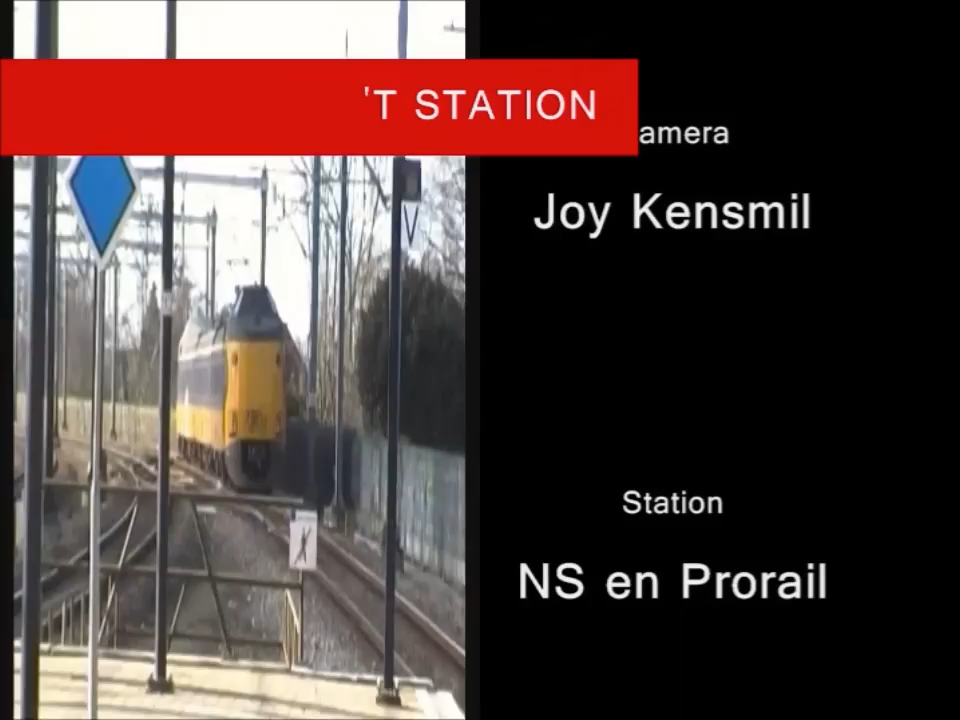 'T STATION
amera
Joy Kensmil
Station
NS en Prorail
V